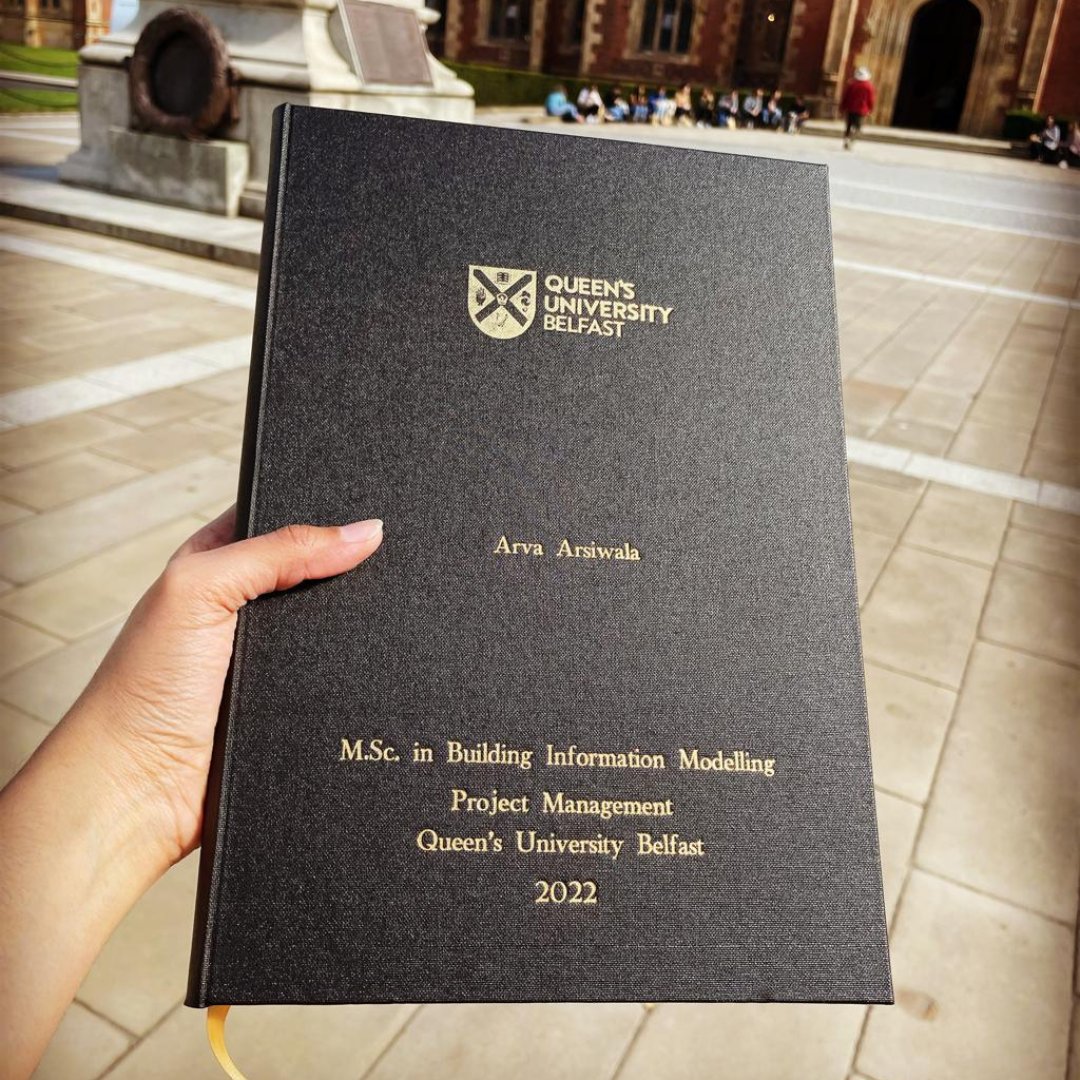 QUEEN'S
UNIVERSITY
BELFAST
Arva Arsiwala
M.Sc. in Building Information Modelling
Project Management
Queen's University Belfast
2022